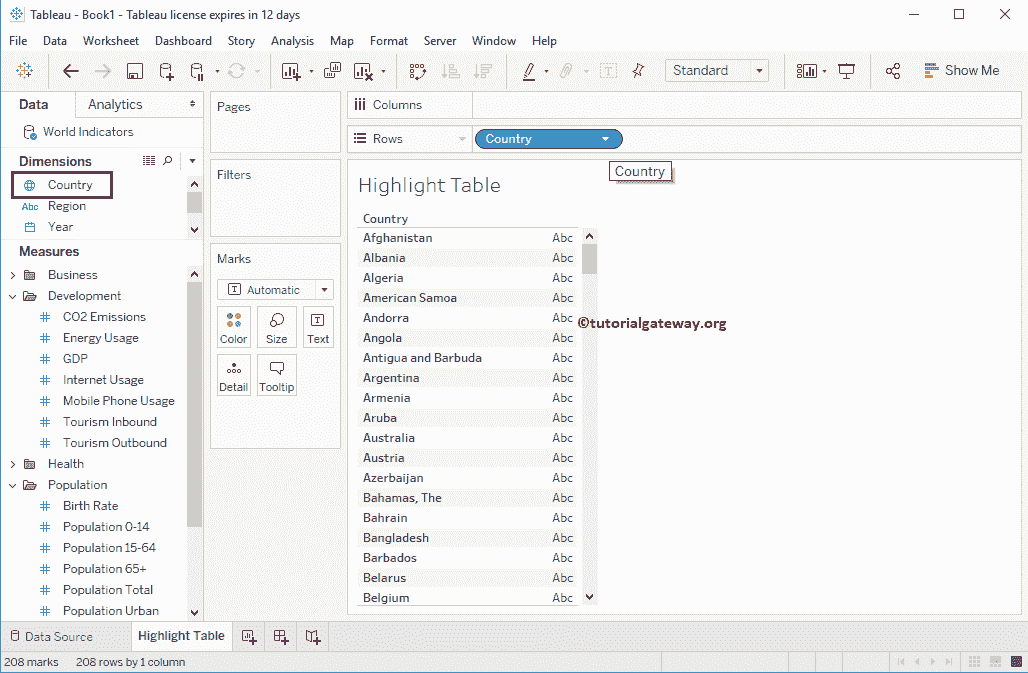 Tableau - Book1 - Tableau license expires in 12 days
File Data Worksheet Dashboard Story Analysis Map Format Server Window Help
Standard Show Me
Data Analytics
World Indicators
Dimensions
Country
Abc Region
Year
Measures
Business
Development
CO2 Emissions
Energy Usage
GDP
Internet Usage
Mobile Phone Usage
Tourism Inbound
Tourism Outbound
Health
Population
Birth Rate
Population 0-14
Population 15-64
Population 65+
Population Total
Population Urban
Pages
Filters
Marks
T Automatic
Color Size T Text
Detail Tooltip
Columns
Rows Country
Country
Highlight Table
Country
Afghanistan Abc
Albania Abc
Algeria Abc
American Samoa Abc
Andorra Abc
Angola Abc
Antigua and Barbuda Abc
Argentina Abc
Armenia Abc
Aruba Abc
Australia Abc
Austria Abc
Azerbaijan Abc
Bahamas, The Abc
Bahrain Abc
Bangladesh Abc
Barbados Abc
Belarus Abc
Belgium Abc
©tutorialgateway.org
Data Source Highlight Table
208 marks 208 rows by 1 column